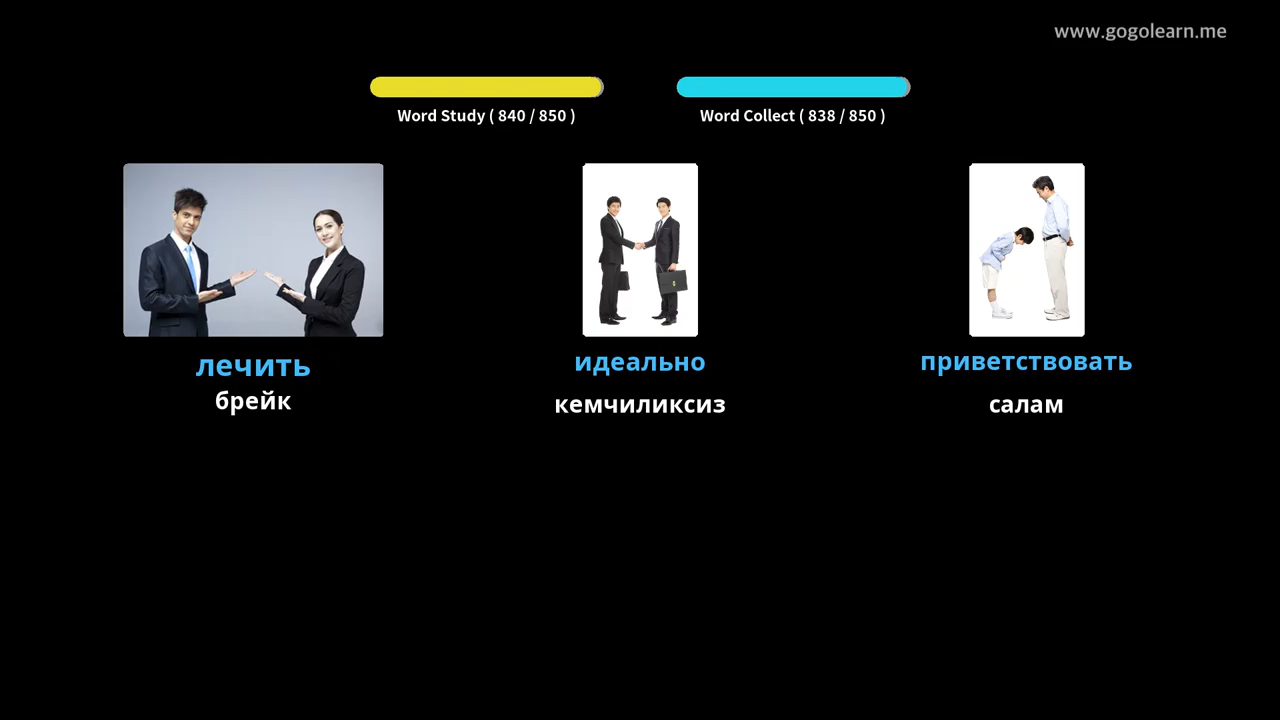 www.gogolearn.me
Word Study ( 840 / 850 )
Word Collect ( 838 / 850 )
лечить
идеально
приветствовать
брейк
кемчиликсиз
салам